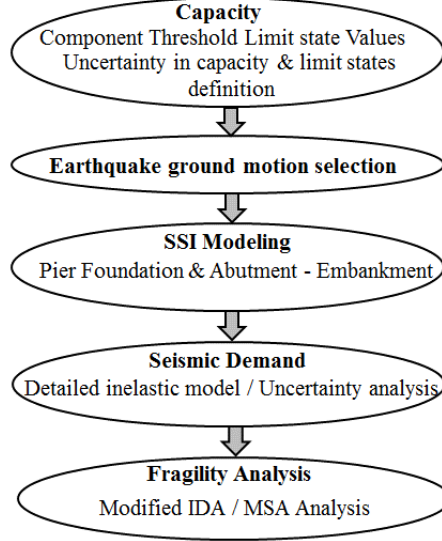 Capacity
Component Threshold Limit state Values
Uncertainty in capacity & limit states
definition
Earthquake ground motion selection
SSI Modeling
Pier Foundation & Abutment - Embankment
Seismic Demand
Detailed inelastic model / Uncertainty analysis
Fragility Analysis
Modified IDA / MSA Analysis